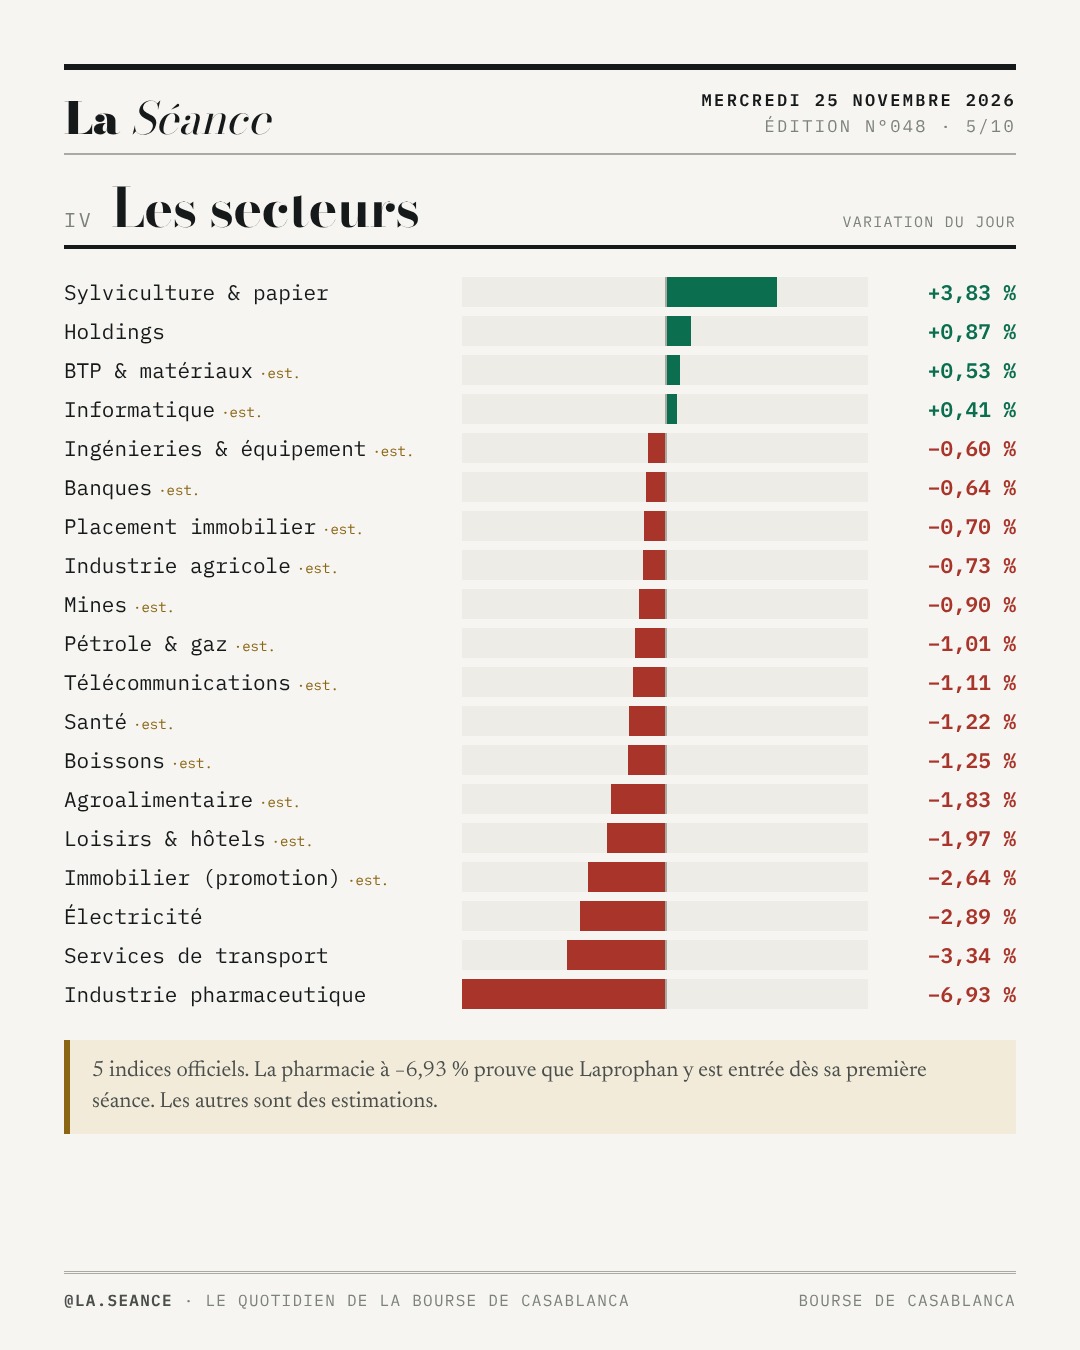 La Séance
MERCREDI 25 NOVEMBRE 2026
ÉDITION N°048 · 5/10
IV Les secteurs
VARIATION DU JOUR
Sylviculture & papier +3,83 %
Holdings +0,87 %
BTP & matériaux ·est. +0,53 %
Informatique ·est. +0,41 %
Ingénieries & équipement ·est. −0,60 %
Banques ·est. −0,64 %
Placement immobilier ·est. −0,70 %
Industrie agricole ·est. −0,73 %
Mines ·est. −0,90 %
Pétrole & gaz ·est. −1,01 %
Télécommunications ·est. −1,11 %
Santé ·est. −1,22 %
Boissons ·est. −1,25 %
Agroalimentaire ·est. −1,83 %
Loisirs & hôtels ·est. −1,97 %
Immobilier (promotion) ·est. −2,64 %
Électricité −2,89 %
Services de transport −3,34 %
Industrie pharmaceutique −6,93 %
5 indices officiels. La pharmacie à −6,93 % prouve que Laprophan y est entrée dès sa première
séance. Les autres sont des estimations.
@LA.SEANCE · LE QUOTIDIEN DE LA BOURSE DE CASABLANCA
BOURSE DE CASABLANCA